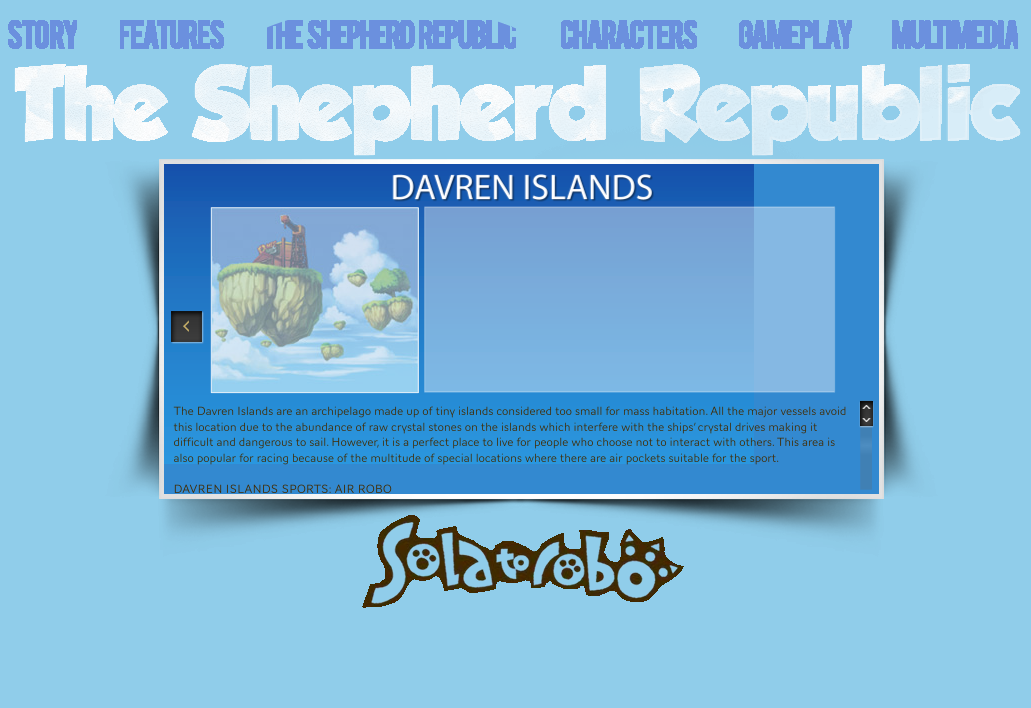 STORY FEATURES THE SHEPHERD REPUBLIC CHARACTERS GAMEPLAY MULTIMEDIA
The Shepherd Republic
DAVREN ISLANDS
The Davren Islands are an archipelago made up of tiny islands considered too small for mass habitation. All the major vessels avoid
this location due to the abundance of raw crystal stones on the islands which interfere with the ships' crystal drives making it
difficult and dangerous to sail. However, it is a perfect place to live for people who choose not to interact with others. This area is
also popular for racing because of the multitude of special locations where there are air pockets suitable for the sport.
DAVREN ISLANDS SPORTS: AIR ROBO
Solatorobo